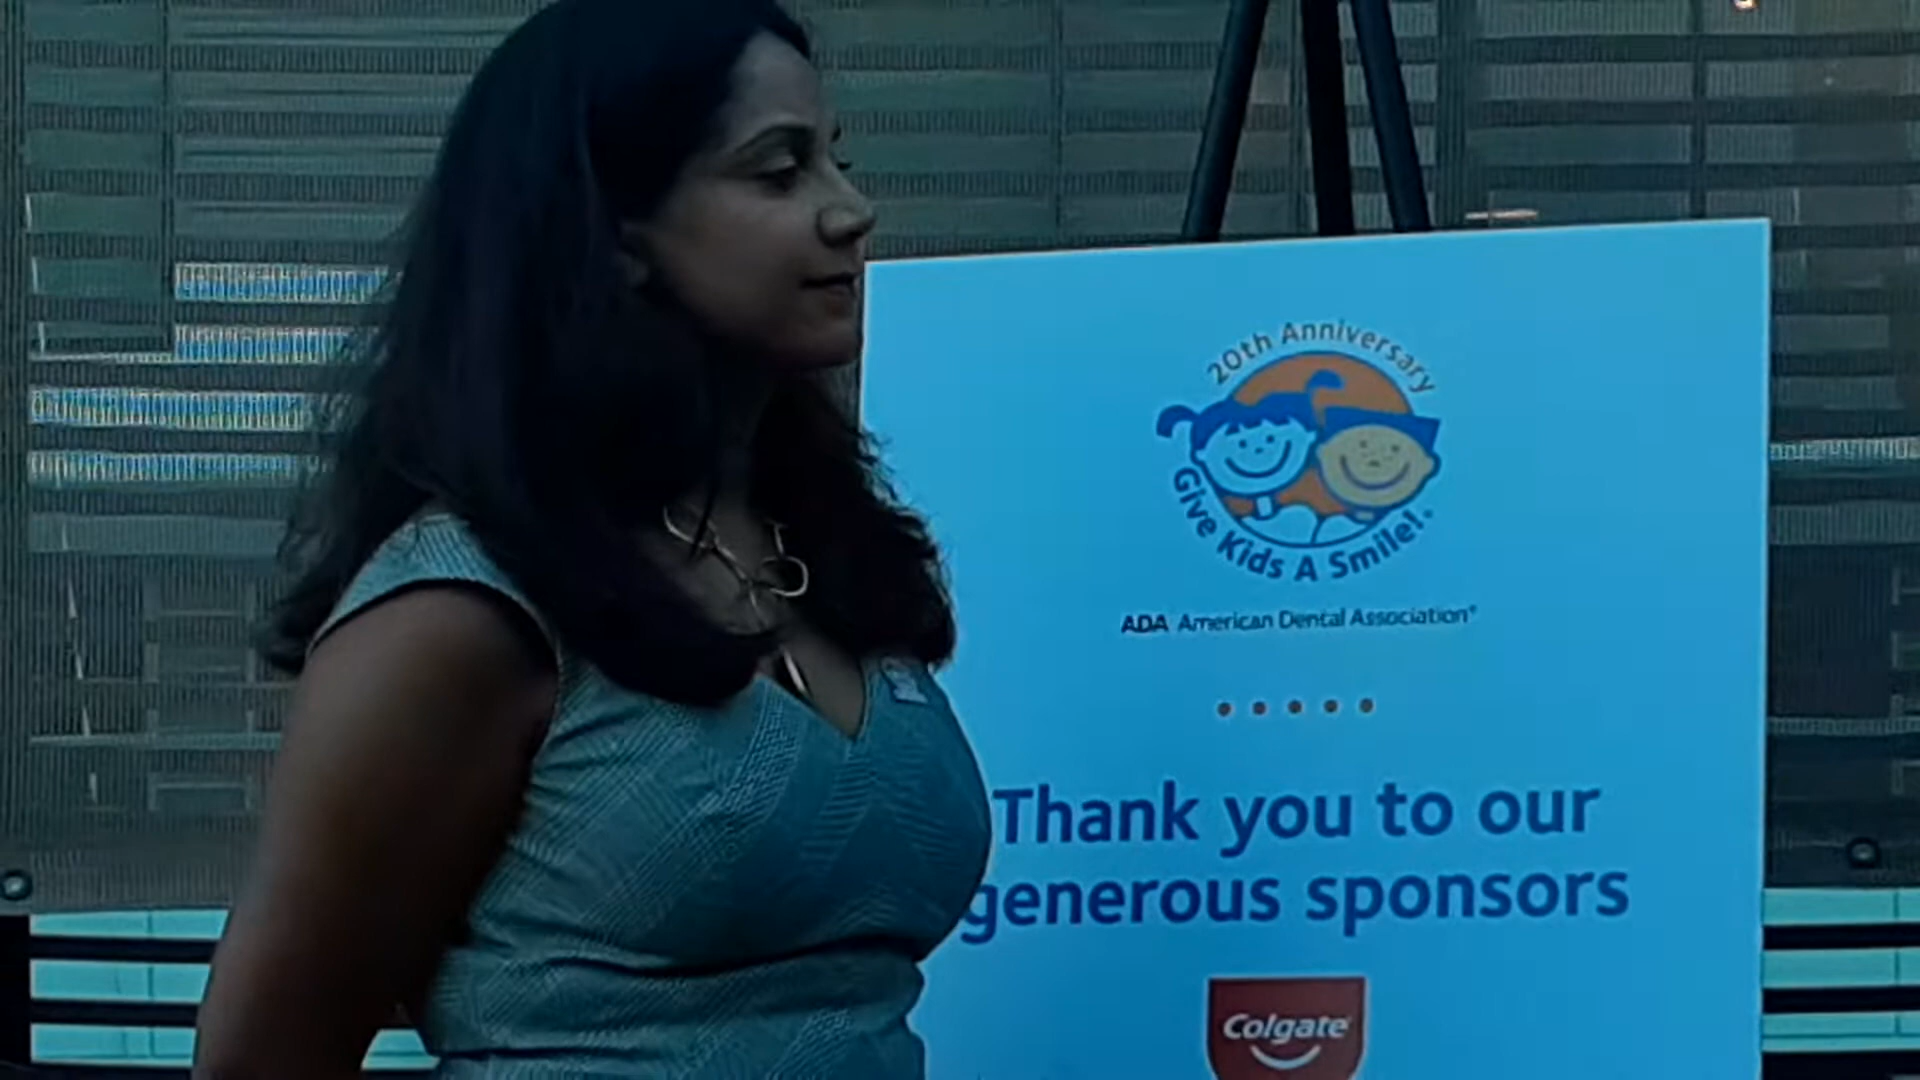 20th Anniversary
Give Kids A Smile!®
ADA American Dental Association®
Thank you to our
generous sponsors
Colgate®